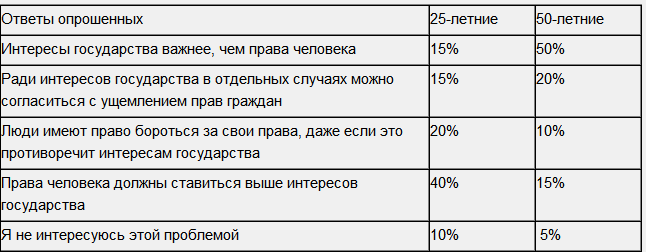 Ответы опрошенных 25-летние 50-летние
Интересы государства важнее, чем права человека 15% 50%
Ради интересов государства в отдельных случаях можно 15% 20%
согласиться с ущемлением прав граждан
Люди имеют право бороться за свои права, даже если это 20% 10%
противоречит интересам государства
Права человека должны ставиться выше интересов 40% 15%
государства
Я не интересуюсь этой проблемой 10% 5%